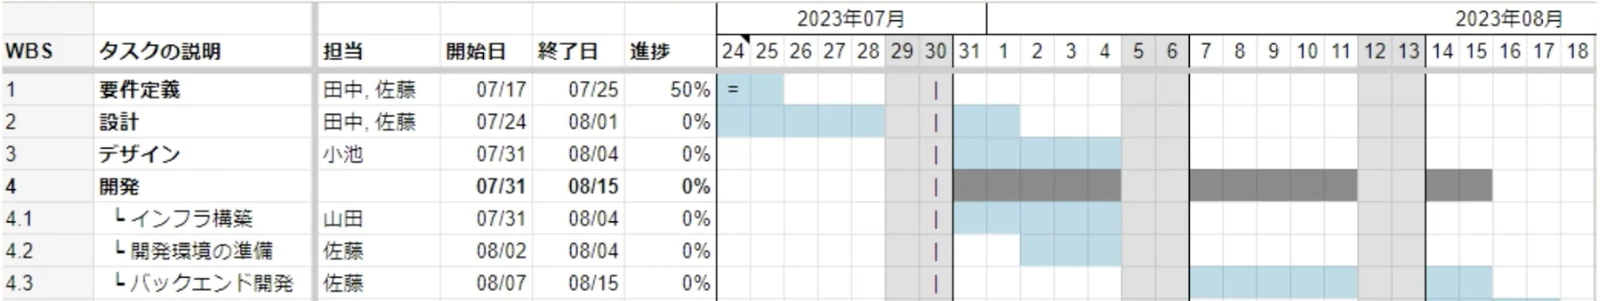 2023年07月 2023年08月
WBS タスクの説明 担当 開始日 終了日 進捗 24 25 26 27 28 29 30 31 1 2 3 4 5 6 7 8 9 10 11 12 13 14 15 16 17 18
1 要件定義 田中, 佐藤 07/17 07/25 50% = |
2 設計 田中, 佐藤 07/24 08/01 0% |
3 デザイン 小池 07/31 08/04 0% |
4 開発 07/31 08/15 0% |
4.1 ┗ インフラ構築 山田 07/31 08/04 0% |
4.2 ┗ 開発環境の準備 佐藤 08/02 08/04 0% |
4.3 ┗ バックエンド開発 佐藤 08/07 08/15 0% |